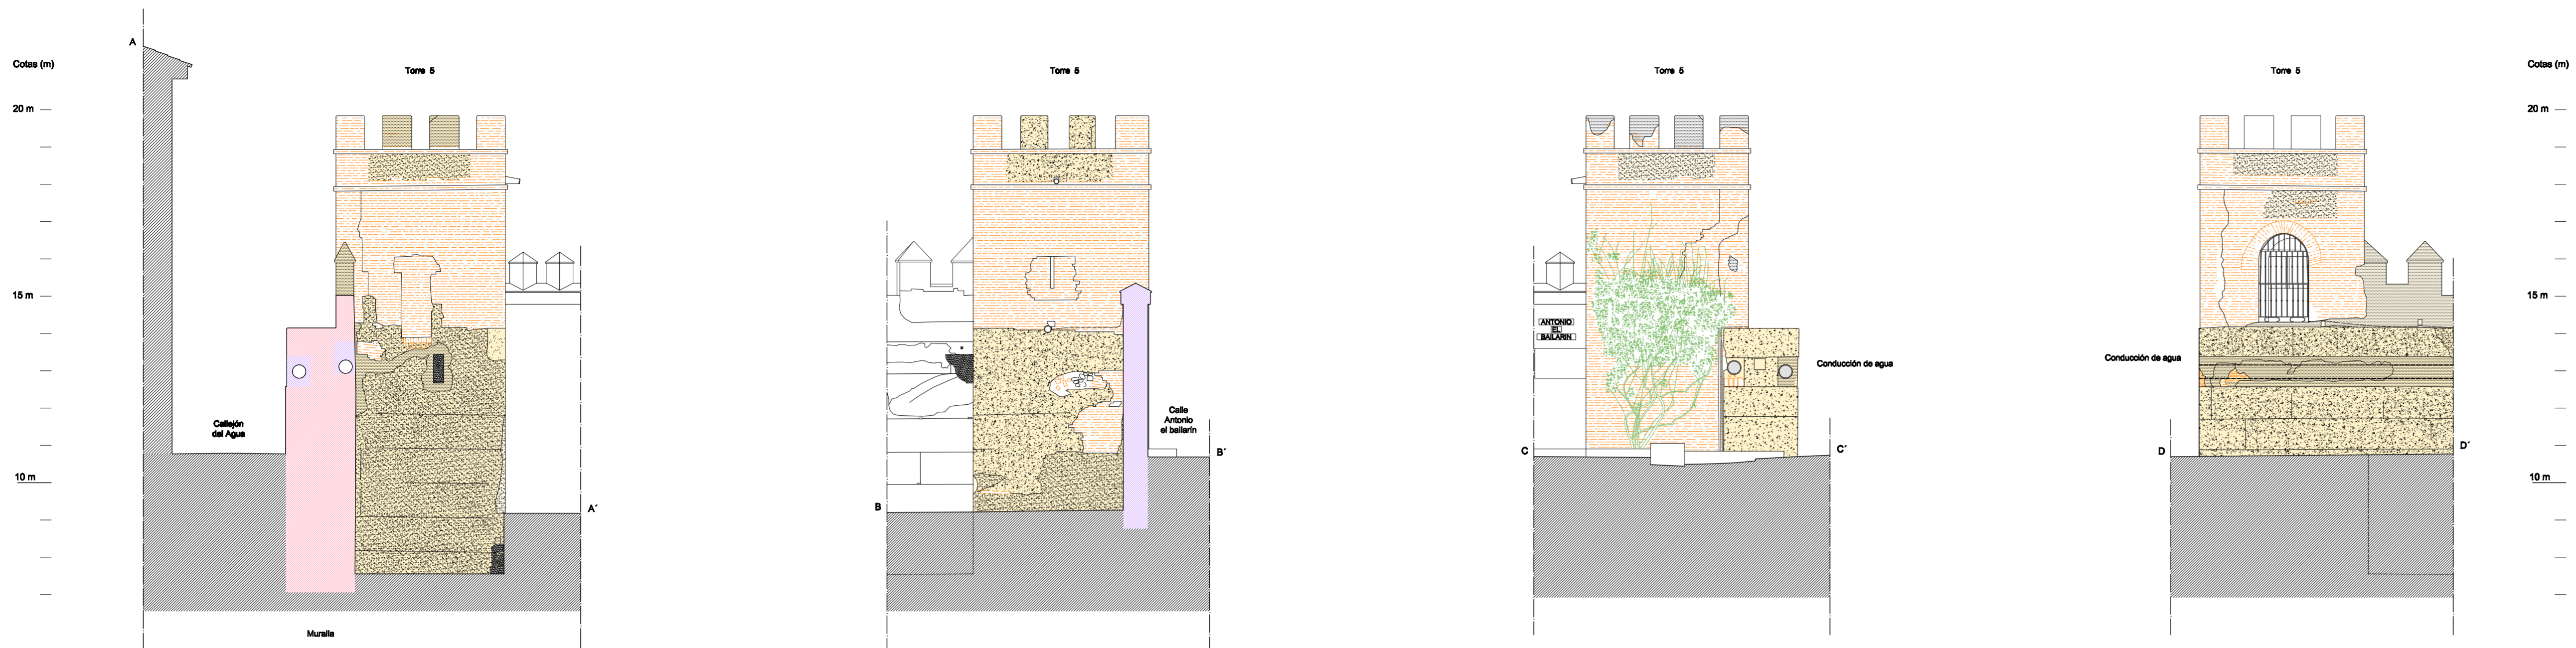 A
Cotas (m)
20 m
15 m
10 m
Torre 5
Callejón
del Agua
A´
Muralla
Torre 5
B
Calle
Antonio
el bailarín
B´
Torre 5
ANTONIO
EL
BAILARIN
Conducción de agua
C
C´
Torre 5
Conducción de agua
D
D´
Cotas (m)
20 m
15 m
10 m